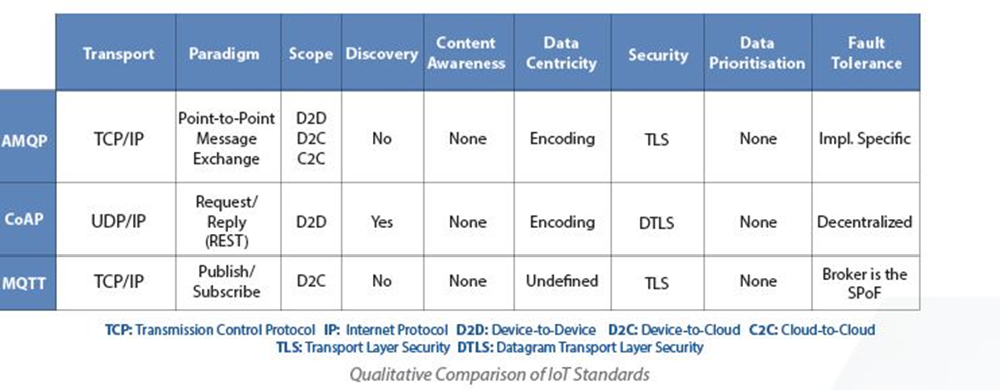 Transport Paradigm Scope Discovery Content Awareness Data Centricity Security Data Prioritisation Fault Tolerance
AMQP TCP/IP Point-to-Point Message Exchange D2D D2C C2C No None Encoding TLS None Impl. Specific
CoAP UDP/IP Request/ Reply (REST) D2D Yes None Encoding DTLS None Decentralized
MQTT TCP/IP Publish/ Subscribe D2C No None Undefined TLS None Broker is the SPoF
TCP: Transmission Control Protocol IP: Internet Protocol D2D: Device-to-Device D2C: Device-to-Cloud C2C: Cloud-to-Cloud
TLS: Transport Layer Security DTLS: Datagram Transport Layer Security
Qualitative Comparison of IoT Standards